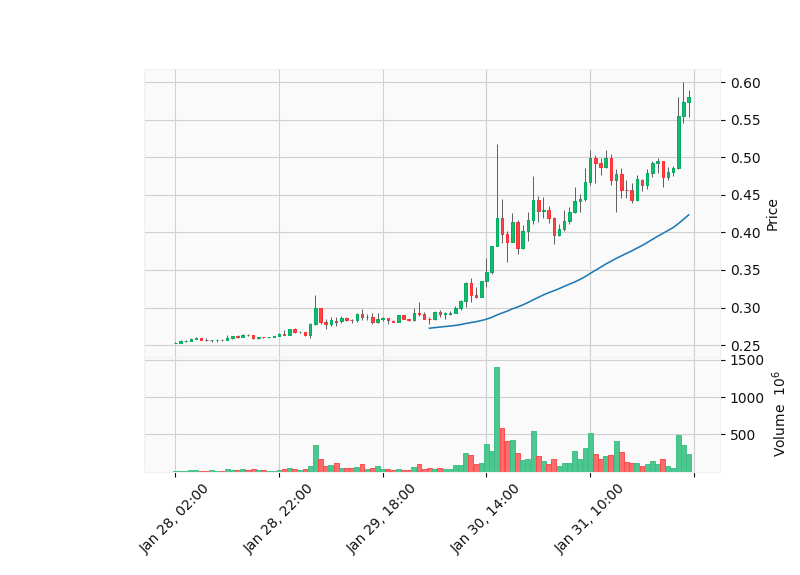 0.60
0.55
0.50
0.45
0.40
0.35
0.30
0.25
Price
1500
1000
500
Volume 10⁶
Jan 28, 02:00
Jan 28, 22:00
Jan 29, 18:00
Jan 30, 14:00
Jan 31, 10:00